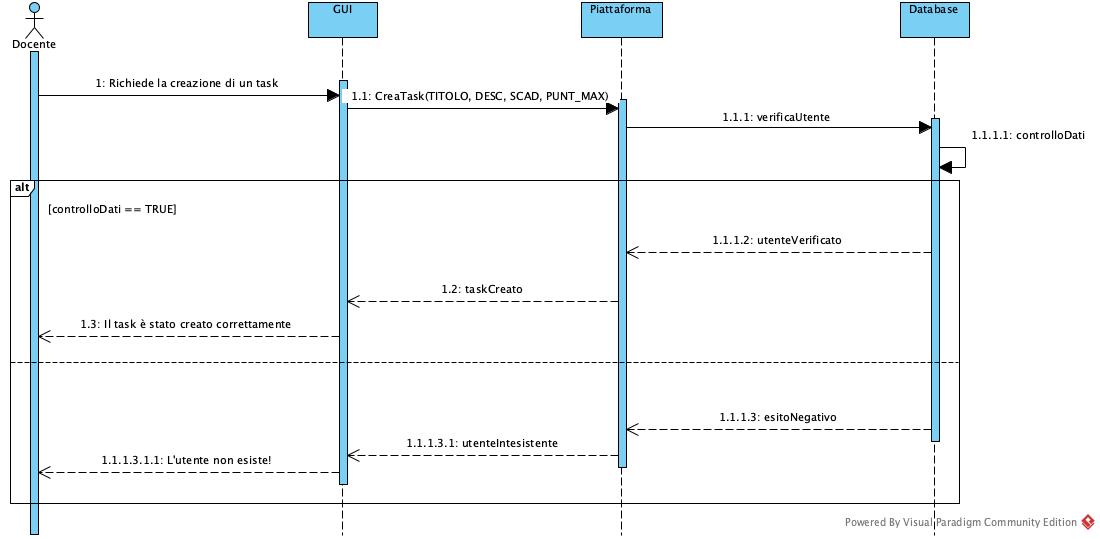 GUI
Piattaforma
Database
Docente
1: Richiede la creazione di un task
1.1: CreaTask(TITOLO, DESC, SCAD, PUNT_MAX)
1.1.1: verificaUtente
1.1.1.1: controlloDati
alt
[controlloDati == TRUE]
1.1.1.2: utenteVerificato
1.2: taskCreato
1.3: Il task è stato creato correttamente
1.1.1.3: esitoNegativo
1.1.1.3.1: utenteIntesistente
1.1.1.3.1.1: L'utente non esiste!
Powered By Visual Paradigm Community Edition